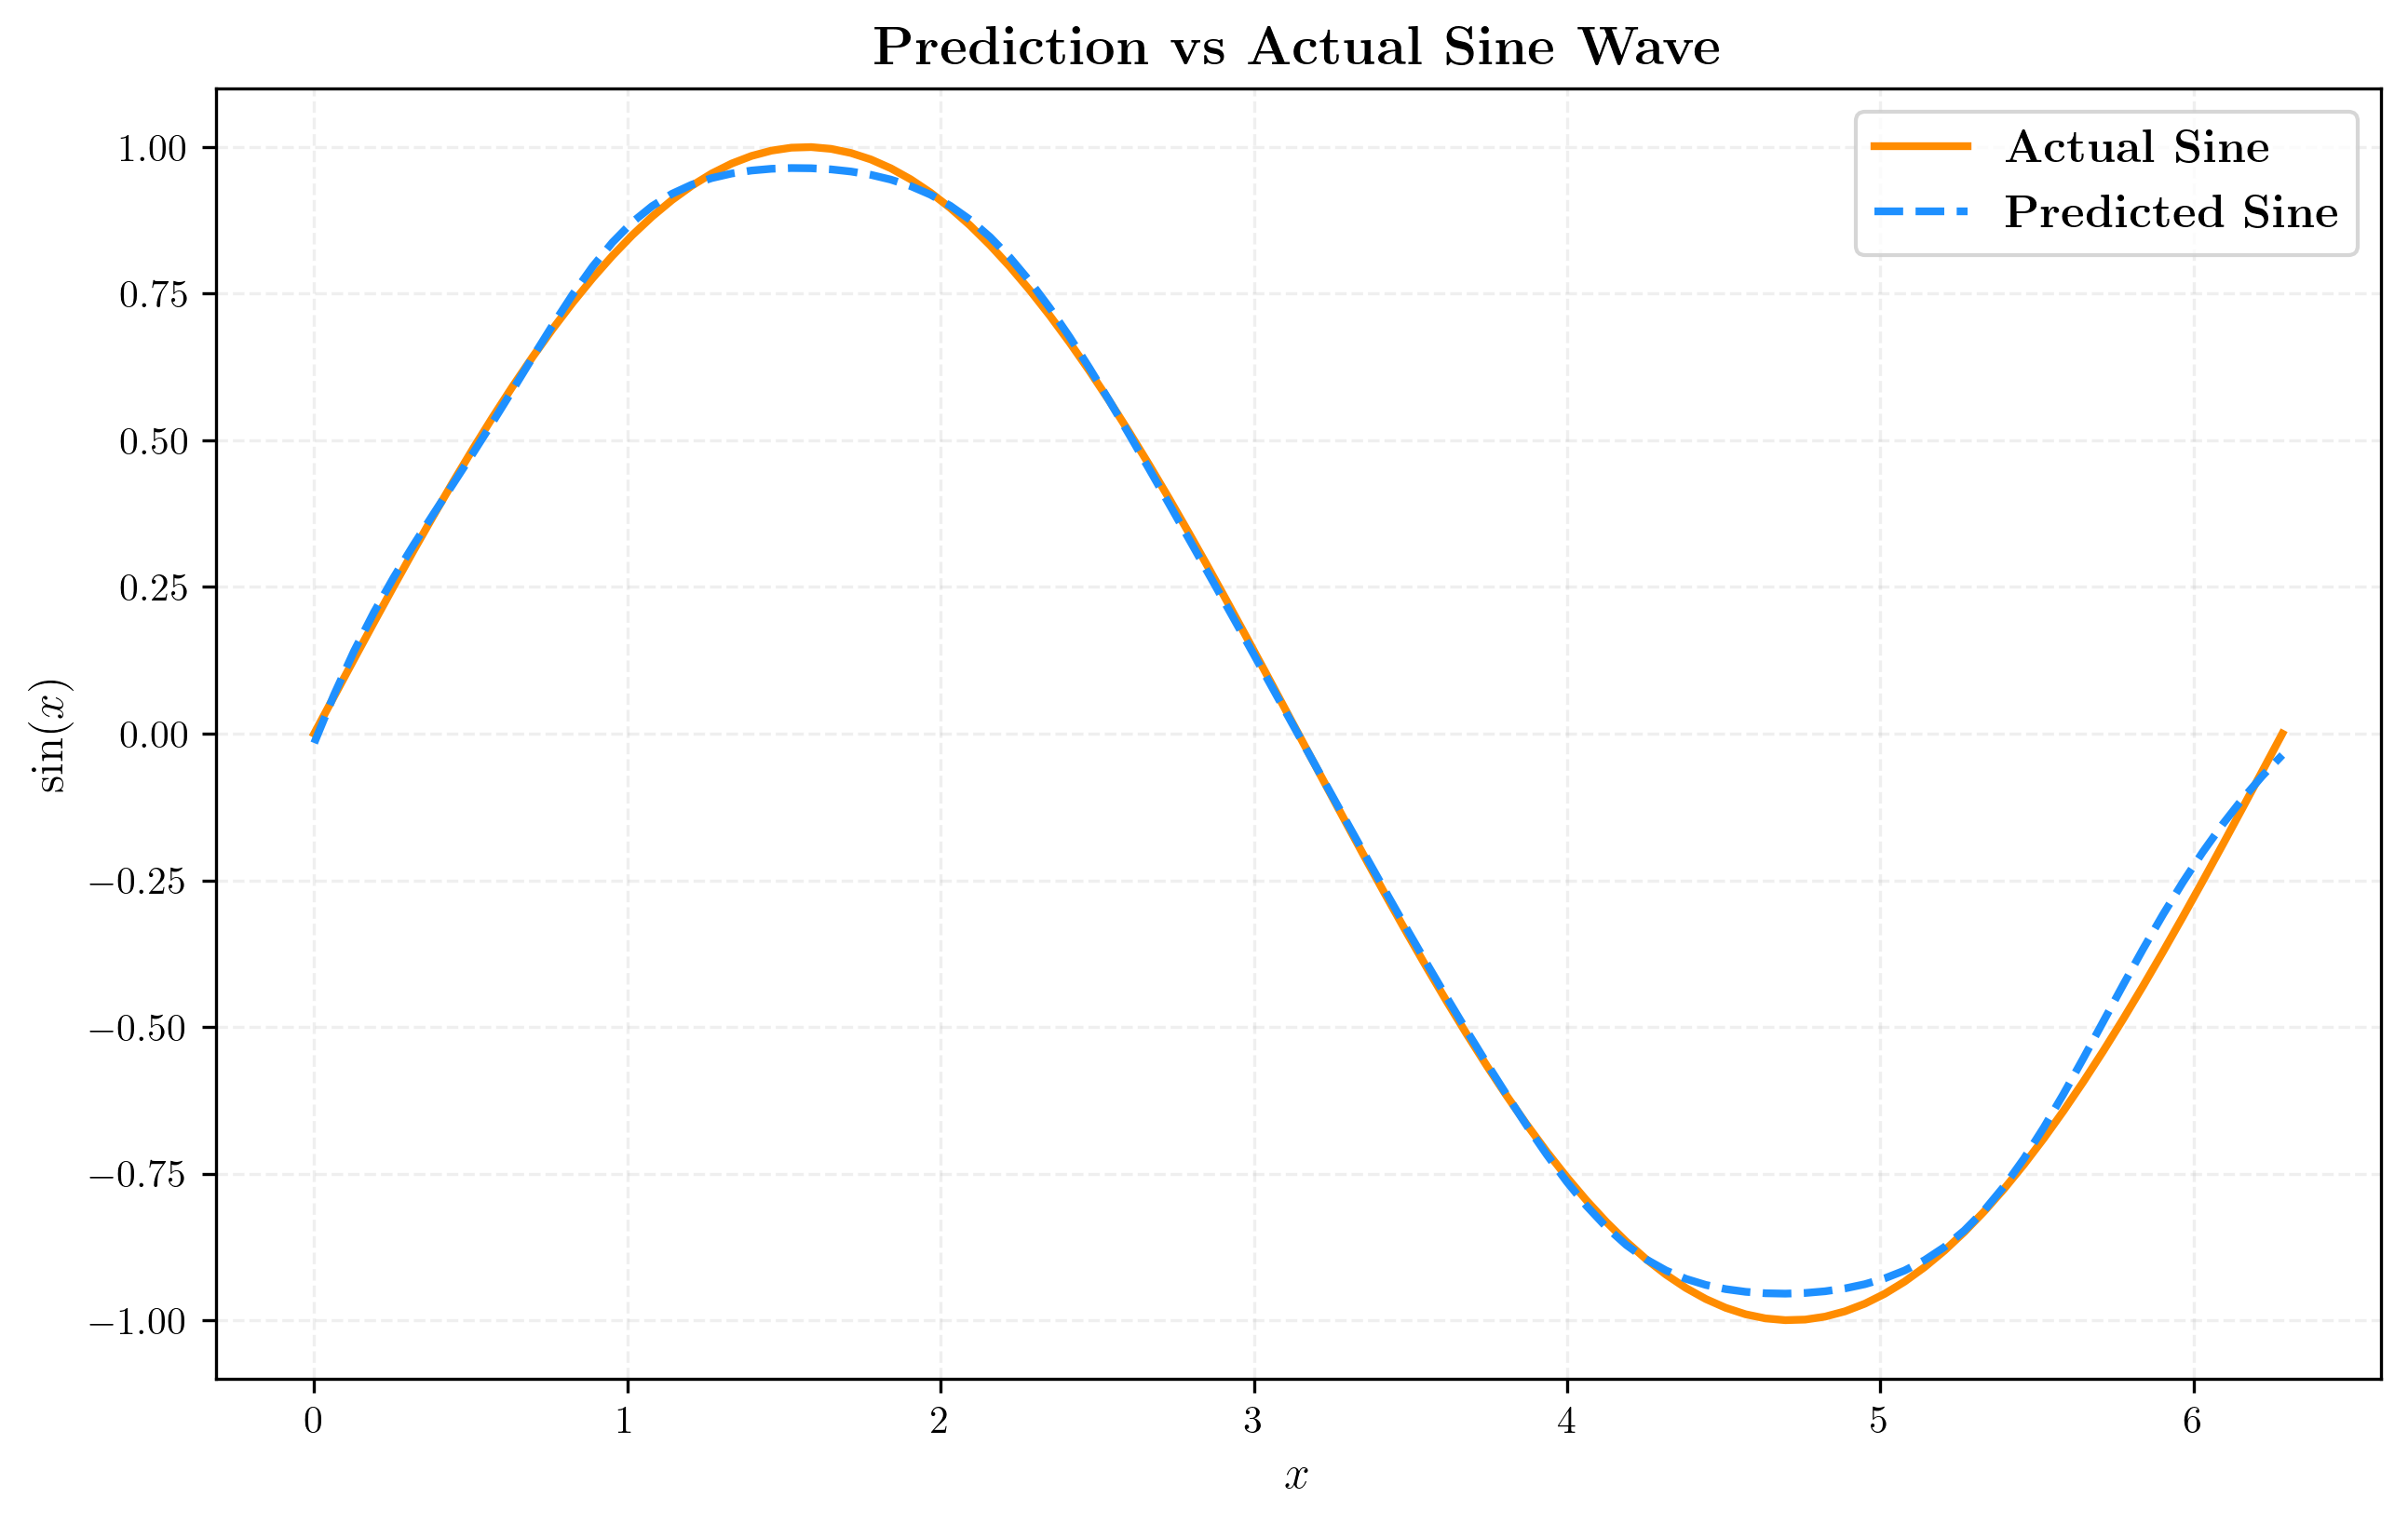 Prediction vs Actual Sine Wave
Actual Sine
Predicted Sine
1.00
0.75
0.50
0.25
0.00
−0.25
−0.50
−0.75
−1.00
sin(x)
0 1 2 3 4 5 6
x